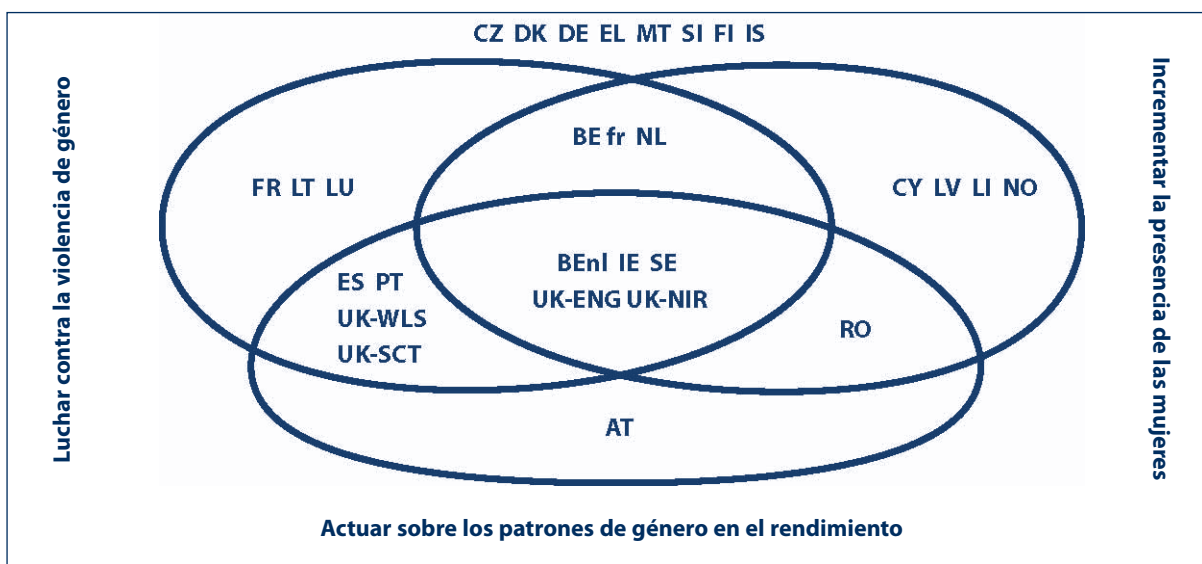 CZ DK DE EL MT SI FI IS
Luchar contra la violencia de género
Incrementar la presencia de las mujeres
BE fr NL
FR LT LU
CY LV LI NO
BEnl IE SE
UK-ENG UK-NIR
ES PT
UK-WLS
UK-SCT
RO
AT
Actuar sobre los patrones de género en el rendimiento